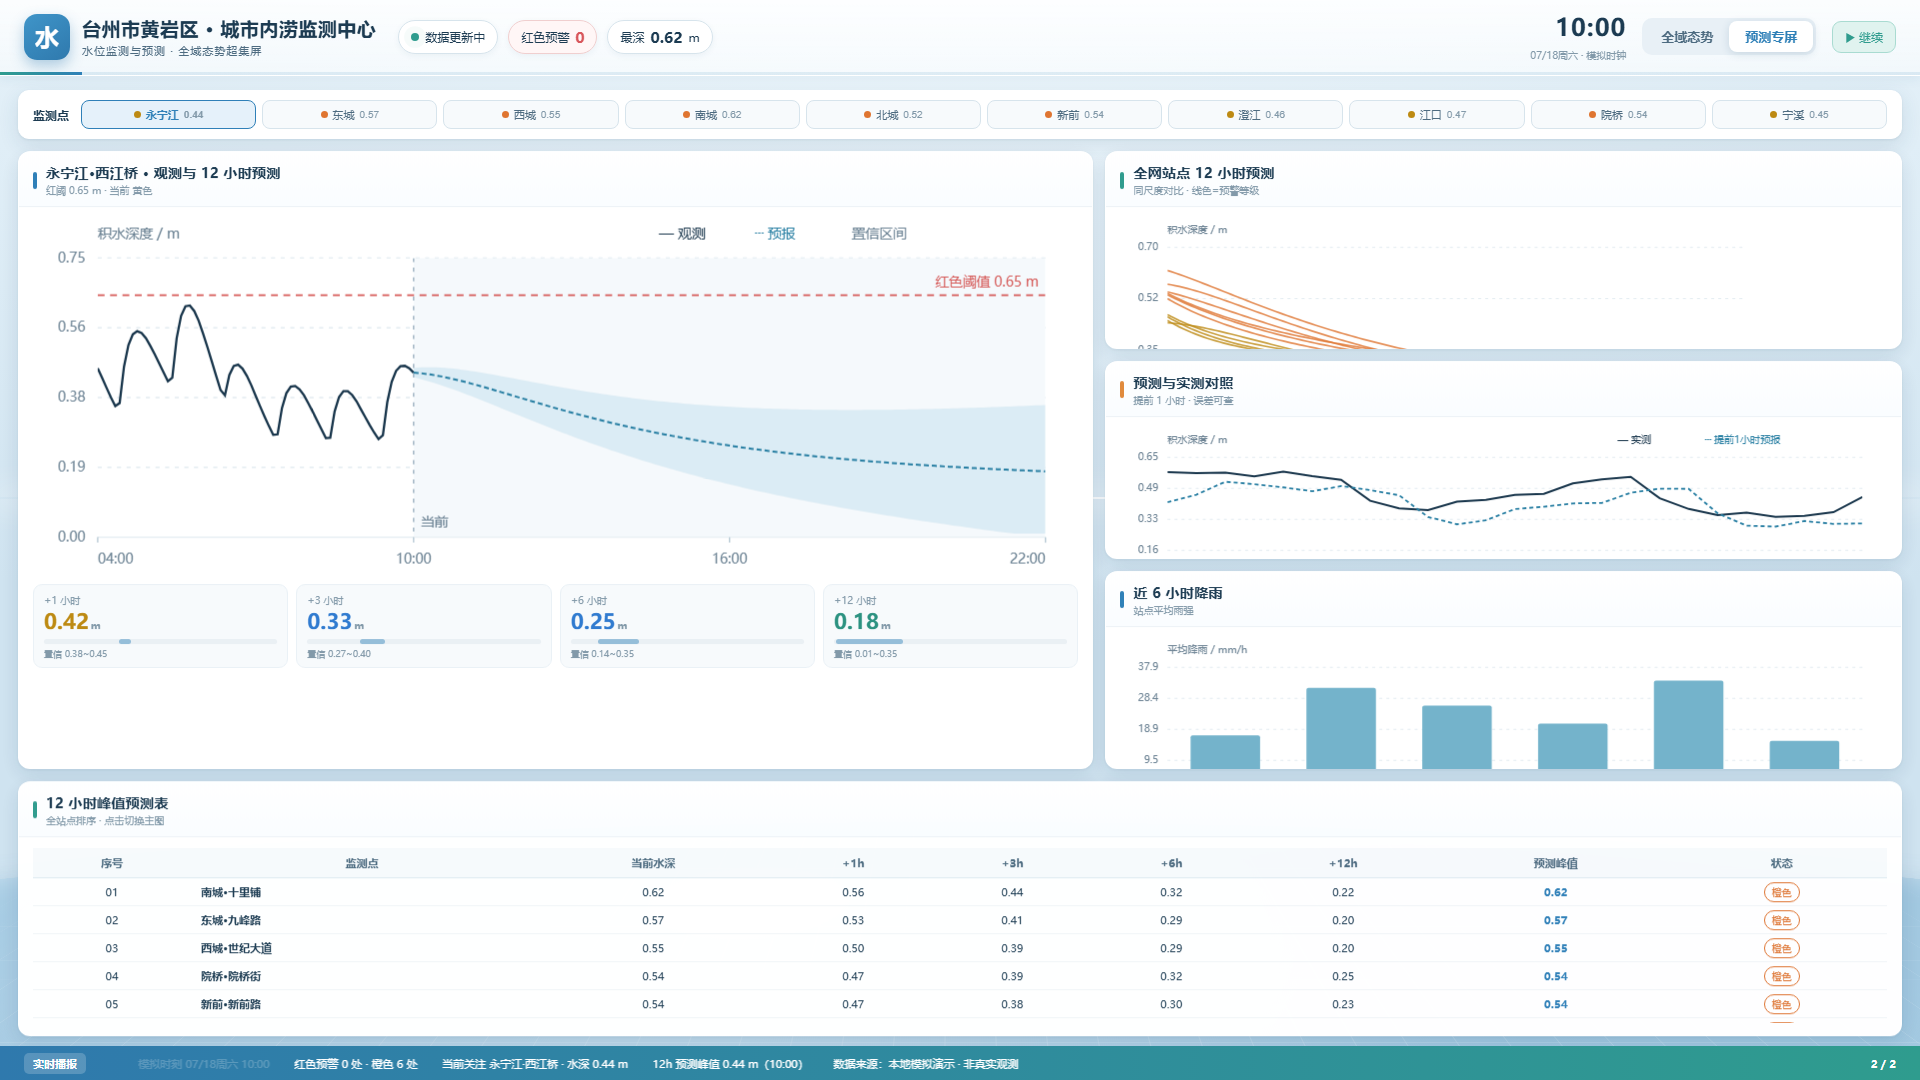 水
台州市黄岩区 • 城市内涝监测中心
水位监测与预测 · 全域态势超集屏
数据更新中
红色预警 0
最深 0.62 m
10:00
07/18周六 · 模拟时钟
全域态势
预测专屏
▶ 继续
监测点
永宁江 0.44
东城 0.57
西城 0.55
南城 0.62
北城 0.52
新前 0.54
澄江 0.46
江口 0.47
院桥 0.54
宁溪 0.45
永宁江•西江桥 • 观测与 12 小时预测
红阈 0.65 m · 当前 黄色
积水深度 / m
— 观测
┄ 预报
置信区间
0.75
0.56
0.38
0.19
0.00
红色阈值 0.65 m
当前
04:00
10:00
16:00
22:00
+1 小时
0.42 m
置信 0.38~0.45
+3 小时
0.33 m
置信 0.27~0.40
+6 小时
0.25 m
置信 0.14~0.35
+12 小时
0.18 m
置信 0.01~0.35
全网站点 12 小时预测
同尺度对比 · 线色=预警等级
积水深度 / m
0.70
0.52
0.35
预测与实测对照
提前 1 小时 · 误差可查
积水深度 / m
— 实测
┄ 提前1小时预报
0.65
0.49
0.33
0.16
近 6 小时降雨
站点平均雨强
平均降雨 / mm/h
37.9
28.4
18.9
9.5
12 小时峰值预测表
全站点排序 · 点击切换主图
序号 监测点 当前水深 +1h +3h +6h +12h 预测峰值 状态
01 南城•十里铺 0.62 0.56 0.44 0.32 0.22 0.62 橙色
02 东城•九峰路 0.57 0.53 0.41 0.29 0.20 0.57 橙色
03 西城•世纪大道 0.55 0.50 0.39 0.29 0.20 0.55 橙色
04 院桥•院桥街 0.54 0.47 0.39 0.32 0.25 0.54 橙色
05 新前•新前路 0.54 0.47 0.38 0.30 0.23 0.54 橙色
实时播报
模拟时刻 07/18周六 10:00
红色预警 0 处 · 橙色 6 处
当前关注 永宁江·西江桥 · 水深 0.44 m
12h 预测峰值 0.44 m（10:00）
数据来源：本地模拟演示 · 非真实观测
2 / 2